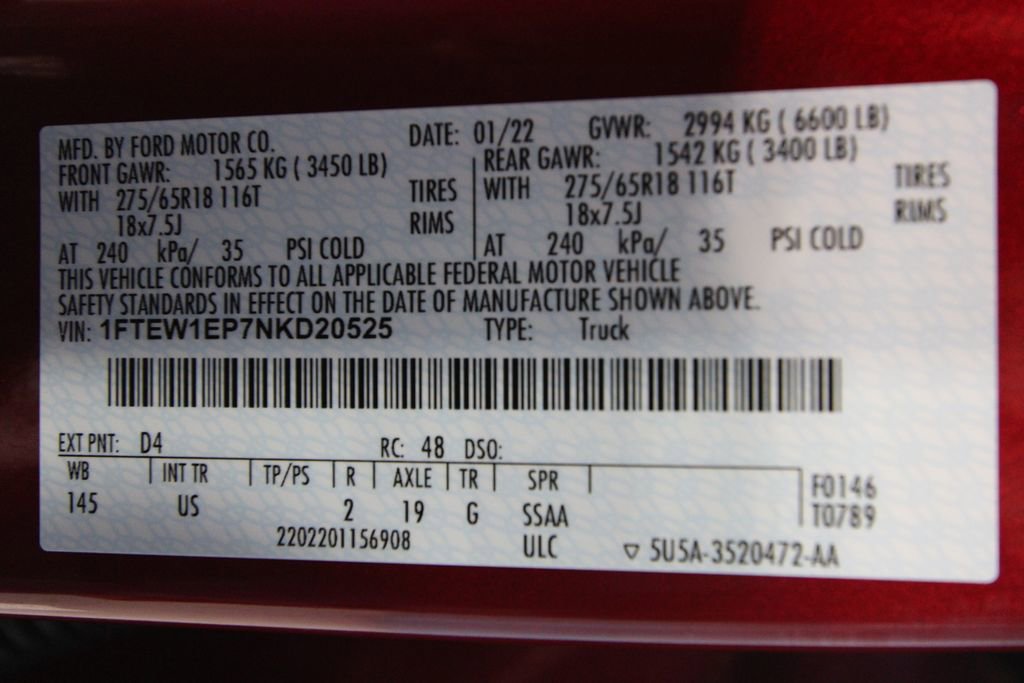 MFD. BY FORD MOTOR CO. DATE: 01/22 GVWR: 2994 KG ( 6600 LB)
FRONT GAWR: 1565 KG ( 3450 LB) REAR GAWR: 1542 KG ( 3400 LB)
WITH 275/65R18 116T TIRES WITH 275/65R18 116T TIRES
18x7.5J RIMS 18x7.5J RIMS
AT 240 kPa/ 35 PSI COLD AT 240 kPa/ 35 PSI COLD
THIS VEHICLE CONFORMS TO ALL APPLICABLE FEDERAL MOTOR VEHICLE
SAFETY STANDARDS IN EFFECT ON THE DATE OF MANUFACTURE SHOWN ABOVE.
VIN: 1FTEW1EP7NKD20525 TYPE: Truck
EXT PNT: D4 RC: 48 DSO:
WB INT TR TP/PS R AXLE TR SPR F0146
145 US 2 19 G SSAA T0789
2202201156908 ULC ▽ 5U5A-3520472-AA